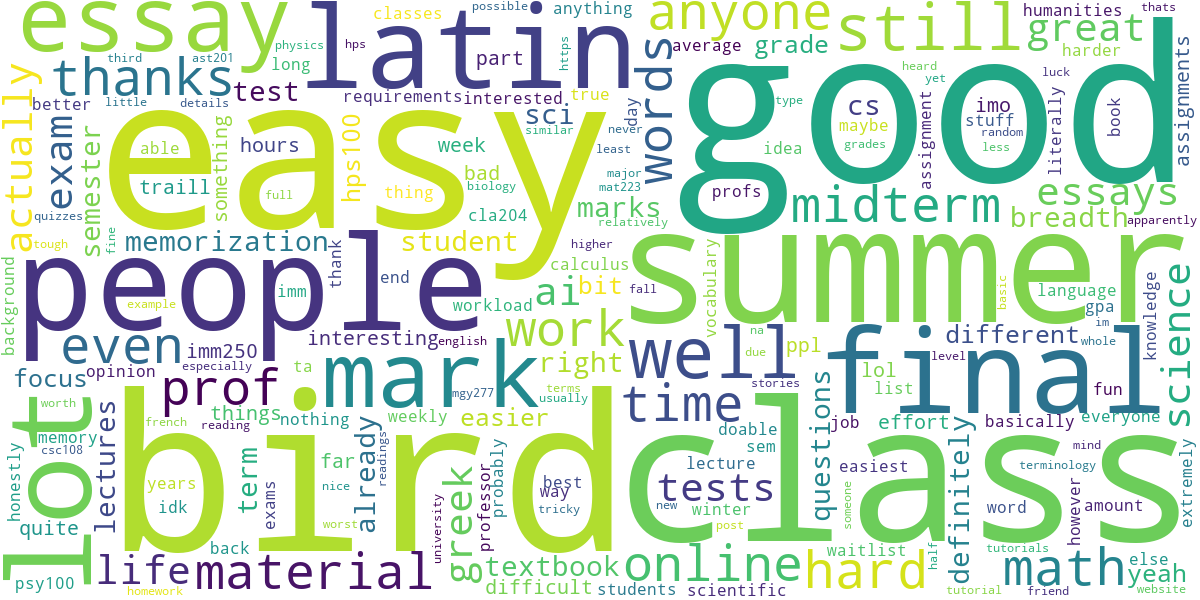 essay
latin
classes
possible
anything
anyone
still
humanities
thats
great
physics
hps
https
part
average
grade
harder
third
ast201
long
thanks
test
requirements
interested
true
words
heard
yet
luck
assignments
actually
better
little
details
sci
day
good
type
cs
imo
stuff
random
book
easy
exam
hours
similar
never
maybe
grades
less
assignment
literally
able
something
hps100
week
least
idea
semester
traill
thing
bad
biology
major
mat223
profs
essays
quizzes
full
cla204
marks
relatively
midterm
breadth
apparently
tough
fine
memorization
student
higher
summer
people
thank
end
calculus
vocabulary
basic
language
background
example
imm
workload
ai
bit
fall
gpa
knowledge
im
even
imm250
interesting
english
work
well
na
due
ppl
final
different
whole
focus
opinion
especially
prof
mark
ta
right
stories
level
lol
list
fun
science
lot
worth
things
nothing
weekly
mgy277
terms
usually
easier
time
questions
job
effort
basically
everyone
french
reading
lectures
memory
csc108
bird
already
readings
doable
sem
class
definitely
mind
honestly
years
term
far
nice
greek
probably
professor
best
way
tricky
lecture
tests
easiest
terminology
extremely
quite
idk
exams
worst
new
winter
post
someone
word
however
amount
back
university
textbook
online
half
waitlist
tutorials
math
else
yeah
psy100
life
material
difficult
students
scientific
hard
tutorial
friend
website
homework